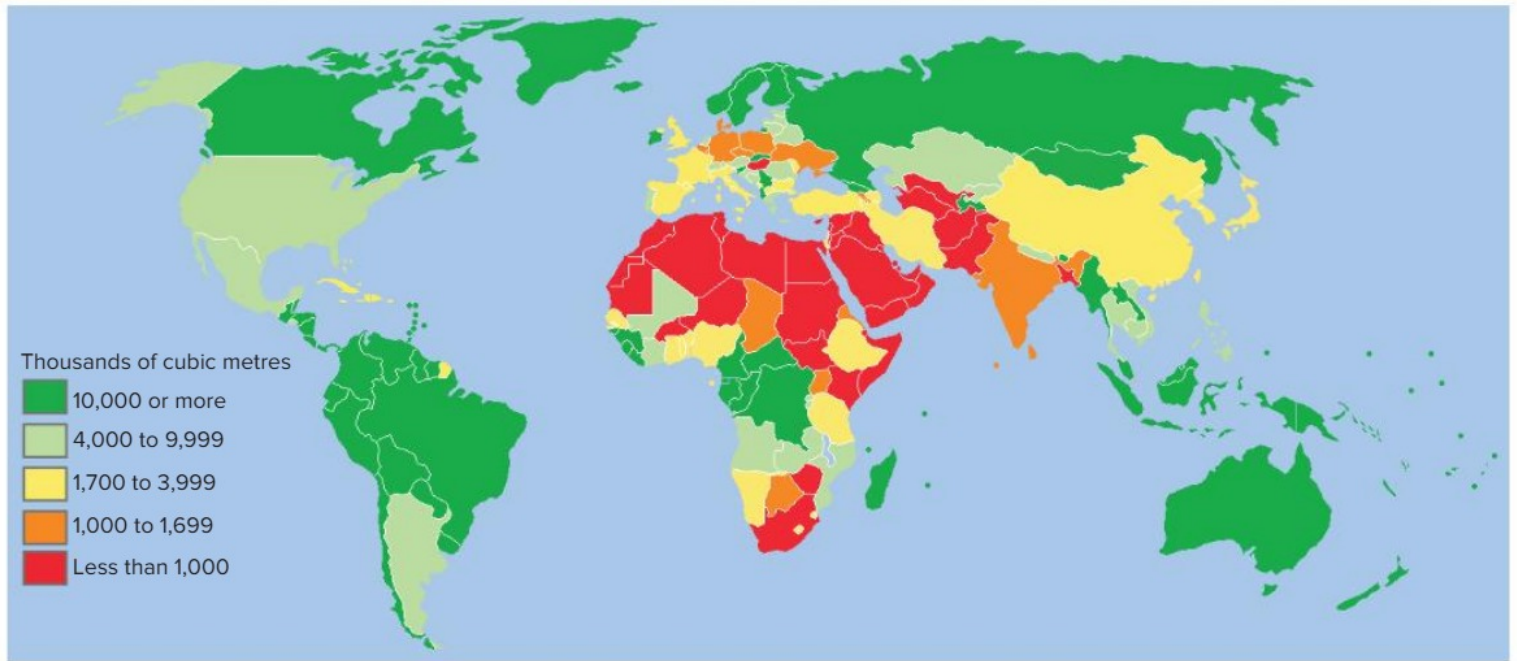 Thousands of cubic metres
10,000 or more
4,000 to 9,999
1,700 to 3,999
1,000 to 1,699
Less than 1,000